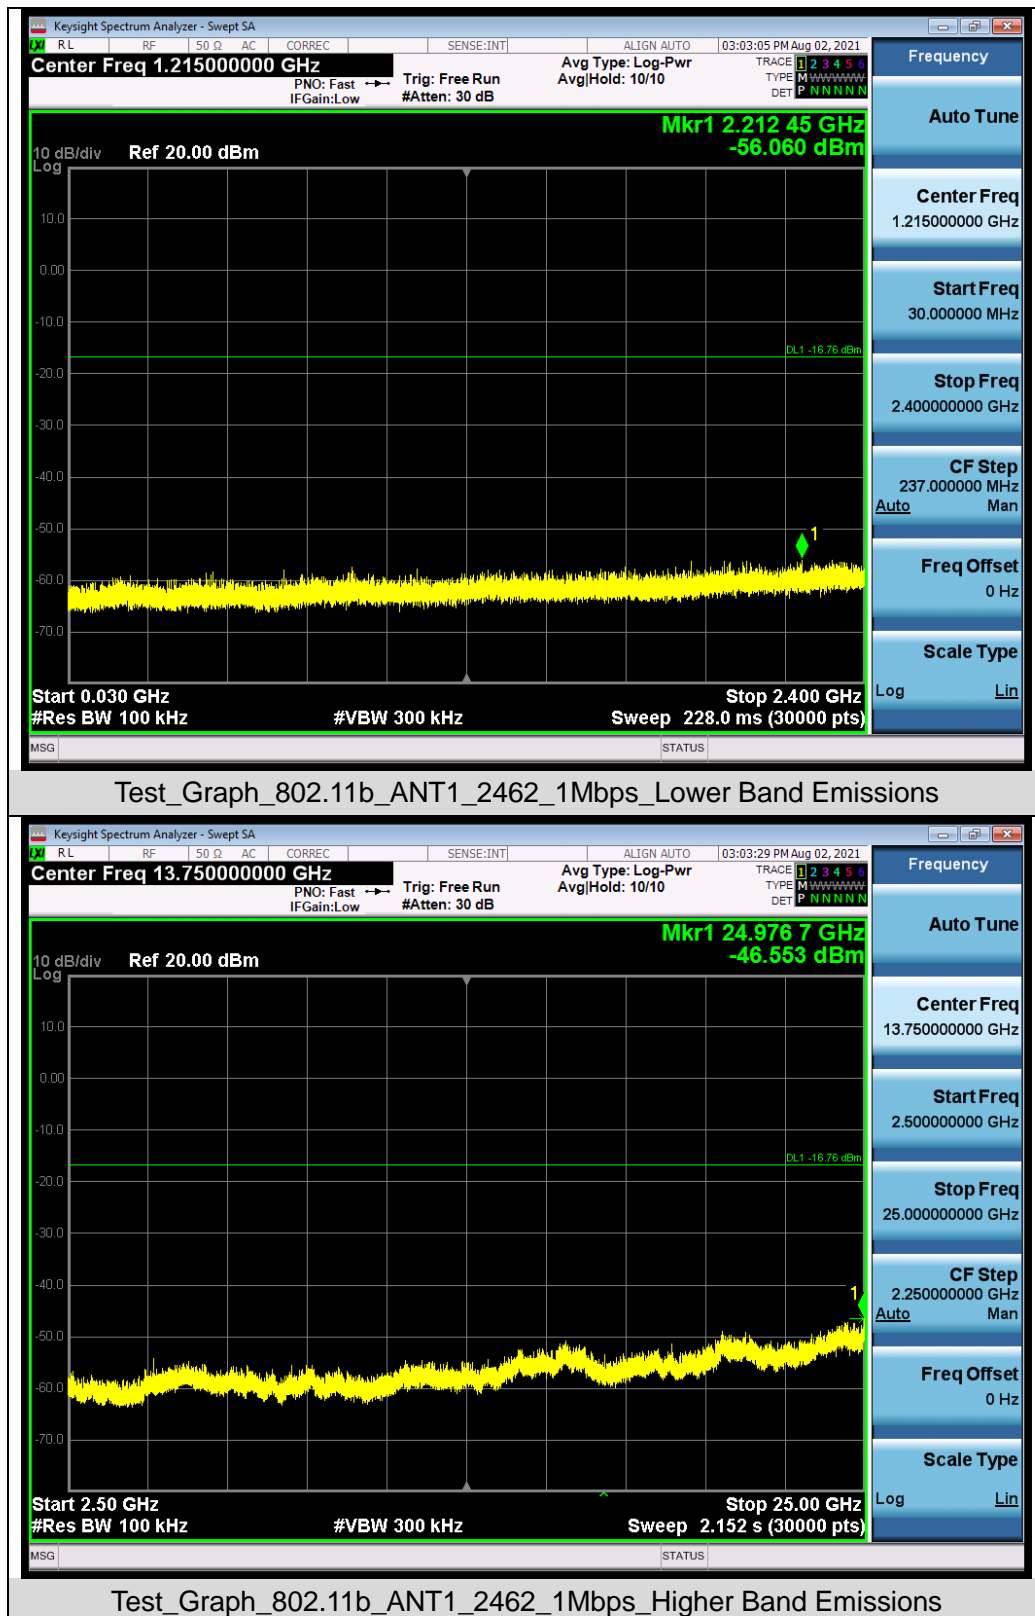 Keysight Spectrum Analyzer - Swept SA
LXI RL RF 50 Ω AC CORREC SENSE:INT ALIGN AUTO 03:03:05 PM Aug 02, 2021
Center Freq 1.215000000 GHz
PNO: Fast
IFGain:Low
Trig: Free Run
#Atten: 30 dB
Avg Type: Log-Pwr
Avg|Hold: 10/10
TRACE 1 2 3 4 5 6
TYPE M WWWWW
DET P N N N N N
Mkr1 2.212 45 GHz
-56.060 dBm
10 dB/div Ref 20.00 dBm
Log
10.0
0.00
-10.0
DL1 -16.76 dBm
-20.0
-30.0
-40.0
-50.0
1
-60.0
-70.0
Start 0.030 GHz Stop 2.400 GHz
#Res BW 100 kHz #VBW 300 kHz Sweep 228.0 ms (30000 pts)
MSG STATUS
Frequency
Auto Tune
Center Freq
1.215000000 GHz
Start Freq
30.000000 MHz
Stop Freq
2.400000000 GHz
CF Step
237.000000 MHz
Auto Man
Freq Offset
0 Hz
Scale Type
Log Lin
Test_Graph_802.11b_ANT1_2462_1Mbps_Lower Band Emissions
Keysight Spectrum Analyzer - Swept SA
LXI RL RF 50 Ω AC CORREC SENSE:INT ALIGN AUTO 03:03:29 PM Aug 02, 2021
Center Freq 13.750000000 GHz
PNO: Fast
IFGain:Low
Trig: Free Run
#Atten: 30 dB
Avg Type: Log-Pwr
Avg|Hold: 10/10
TRACE 1 2 3 4 5 6
TYPE M WWWWW
DET P N N N N N
Mkr1 24.976 7 GHz
-46.553 dBm
10 dB/div Ref 20.00 dBm
Log
10.0
0.00
-10.0
DL1 -16.76 dBm
-20.0
-30.0
-40.0
1
-50.0
-60.0
-70.0
Start 2.50 GHz Stop 25.00 GHz
#Res BW 100 kHz #VBW 300 kHz Sweep 2.152 s (30000 pts)
MSG STATUS
Frequency
Auto Tune
Center Freq
13.750000000 GHz
Start Freq
2.500000000 GHz
Stop Freq
25.000000000 GHz
CF Step
2.250000000 GHz
Auto Man
Freq Offset
0 Hz
Scale Type
Log Lin
Test_Graph_802.11b_ANT1_2462_1Mbps_Higher Band Emissions